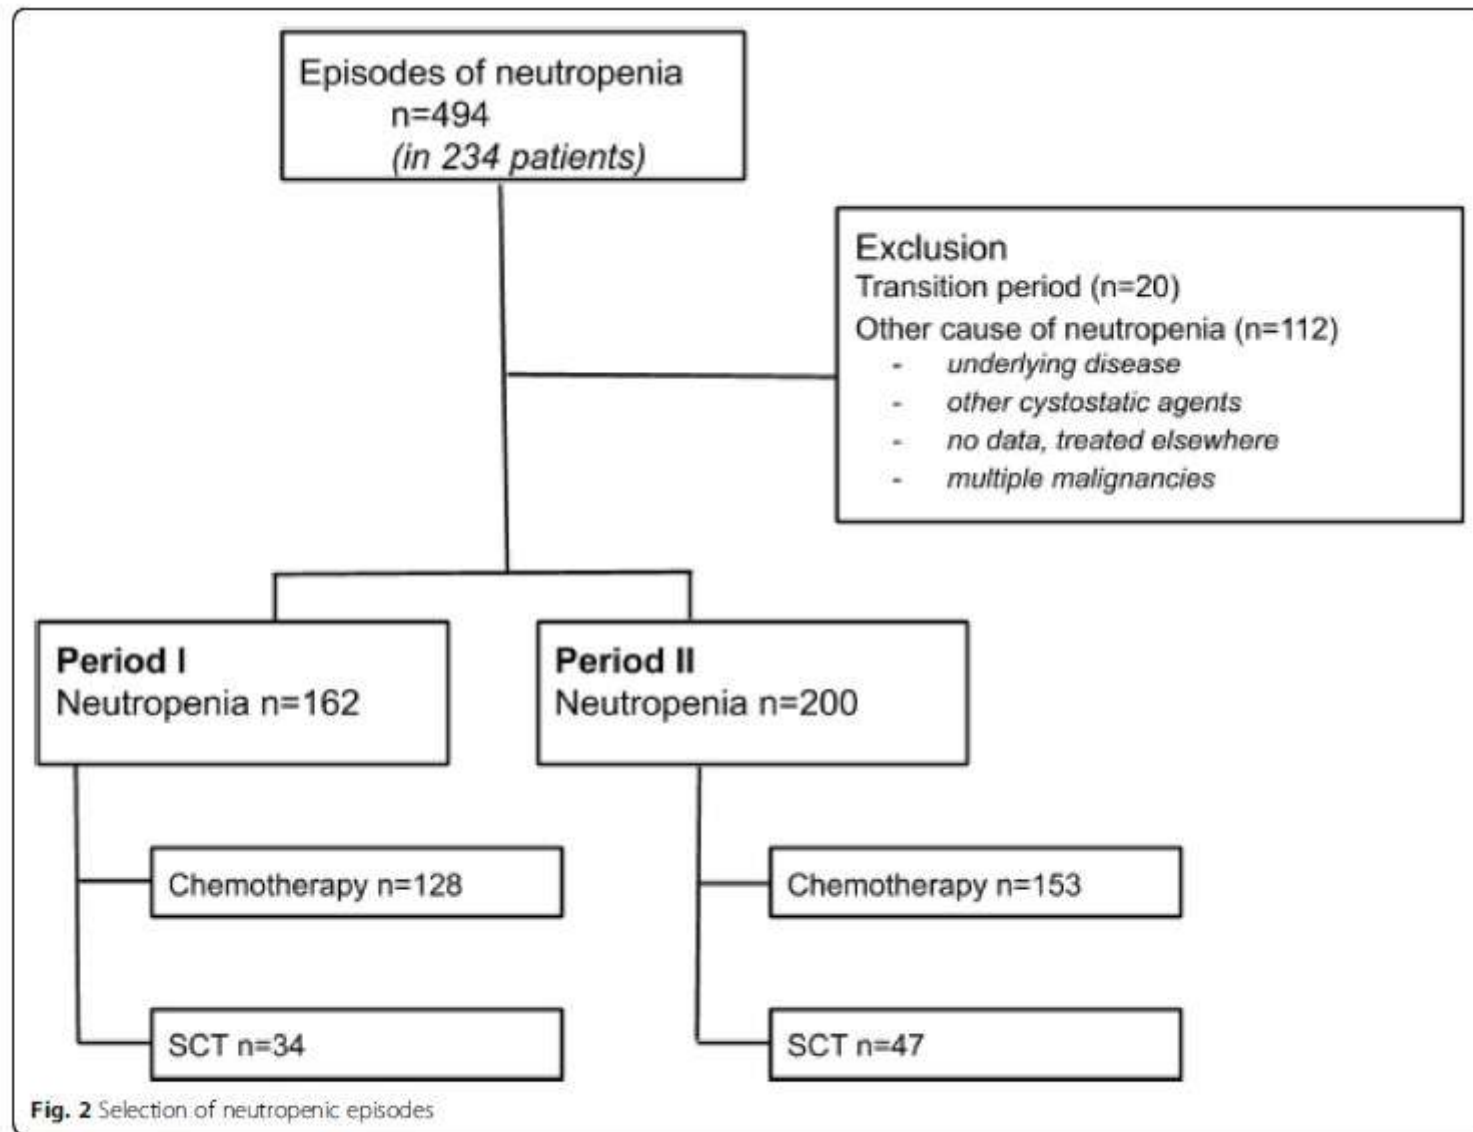 Episodes of neutropenia
n=494
(in 234 patients)
Exclusion
Transition period (n=20)
Other cause of neutropenia (n=112)
- underlying disease
- other cystostatic agents
- no data, treated elsewhere
- multiple malignancies
Period I
Neutropenia n=162
Period II
Neutropenia n=200
Chemotherapy n=128
Chemotherapy n=153
SCT n=34
SCT n=47
Fig. 2 Selection of neutropenic episodes